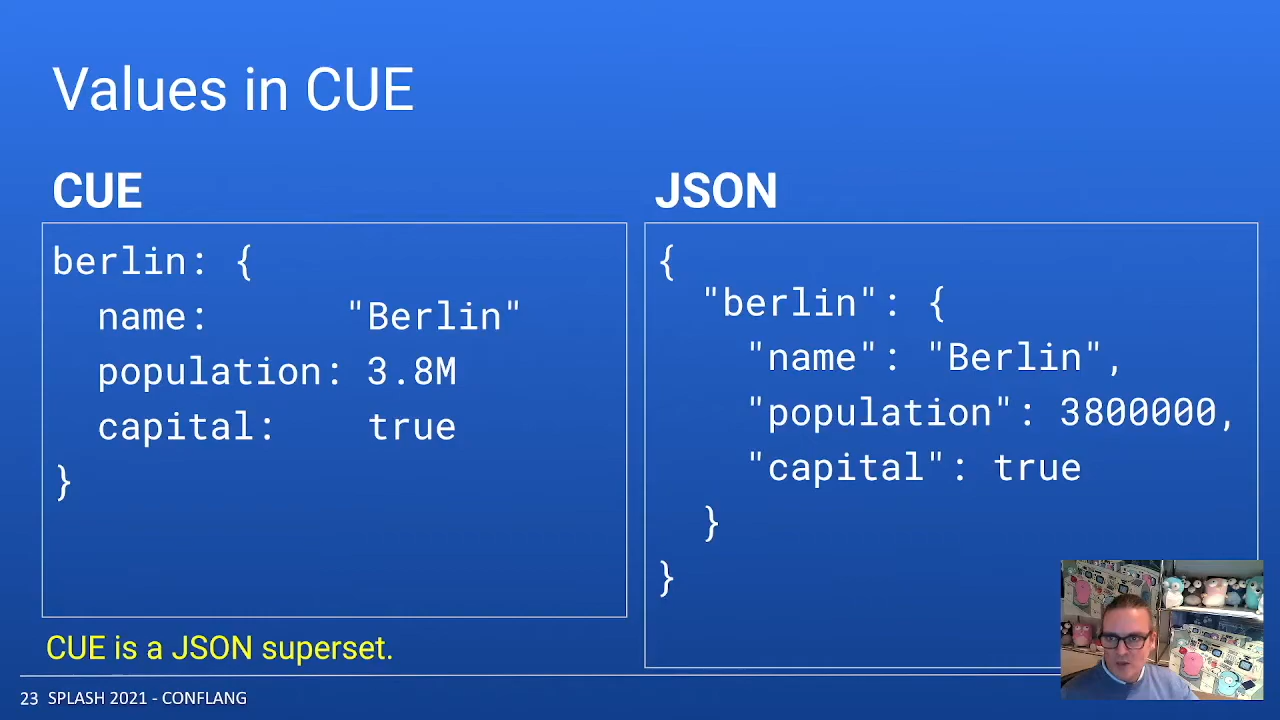 Values in CUE
CUE
berlin: {
  name:      "Berlin"
  population: 3.8M
  capital:    true
}
CUE is a JSON superset.
JSON
{
  "berlin": {
    "name": "Berlin",
    "population": 3800000,
    "capital": true
  }
}
23 SPLASH 2021 - CONFLANG